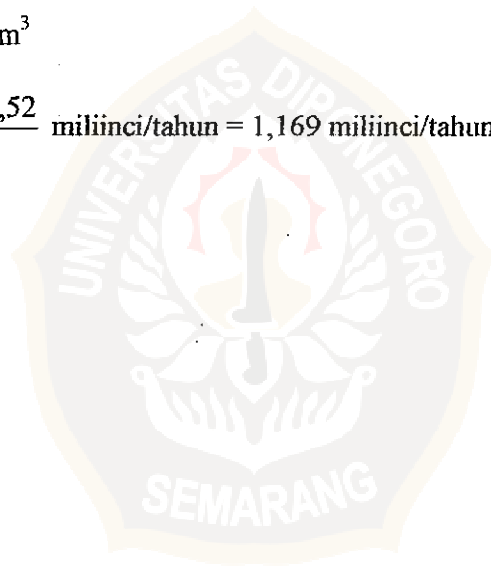 m³
,52 miliinci/tahun = 1,169 miliinci/tahun
UNIVERSITAS DIPONEGORO
SEMARANG